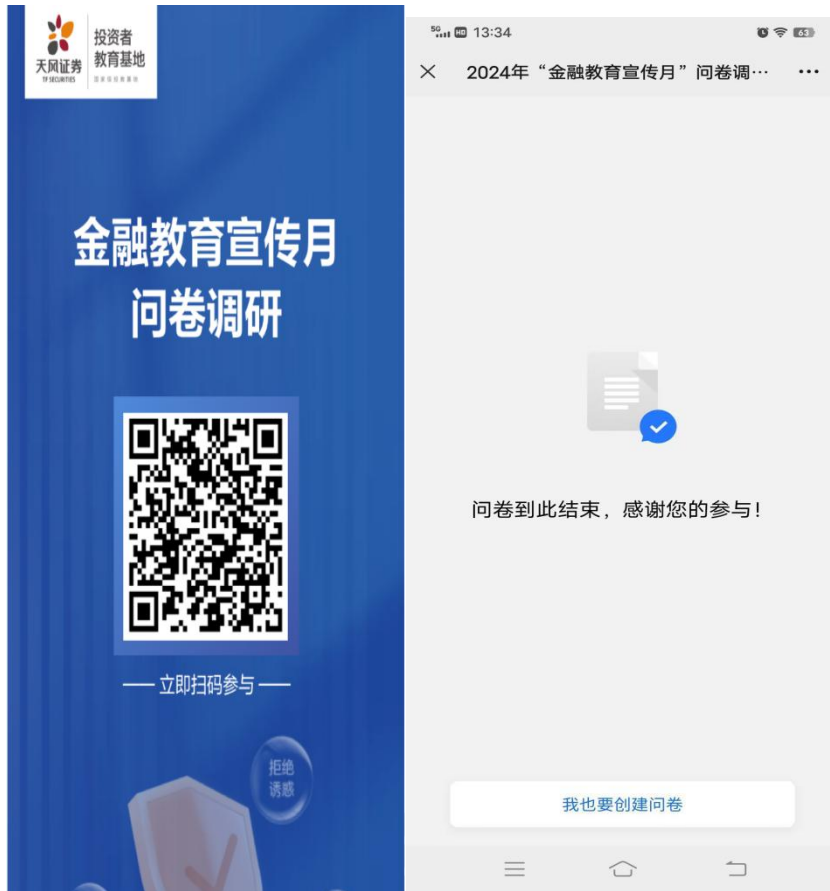 天风证券
TF SECURITIES
投资者
教育基地
金融教育宣传月
问卷调研
立即扫码参与
拒绝
诱惑
5G HD 13:34
63
2024年“金融教育宣传月”问卷调…
问卷到此结束，感谢您的参与！
我也要创建问卷